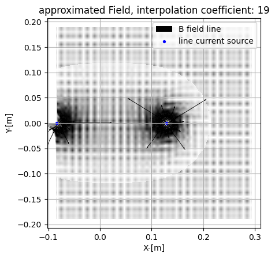 approximated Field, interpolation coefficient: 19
B field line
line current source
0.20
0.15
0.10
0.05
0.00
−0.05
−0.10
−0.15
−0.20
Y-[m]
−0.1 0.0 0.1 0.2 0.3
X-[m]